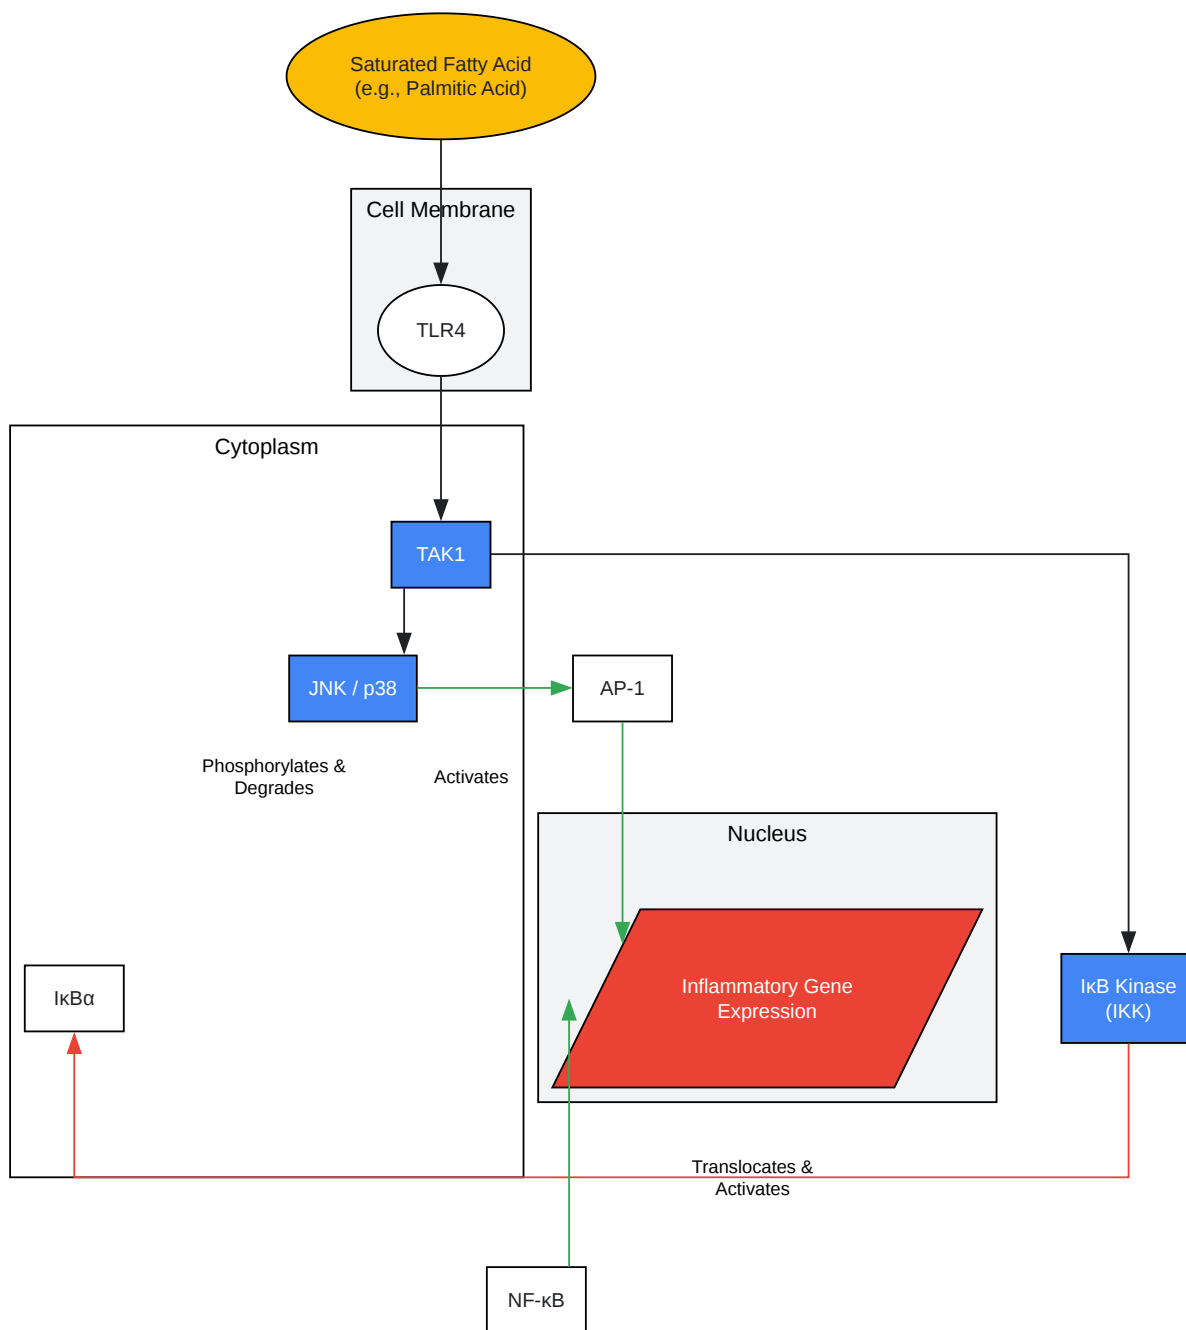 Saturated Fatty Acid
(e.g., Palmitic Acid)
Cell Membrane
TLR4
Cytoplasm
TAK1
JNK / p38
AP-1
Phosphorylates &
Degrades
Activates
Nucleus
IκBα
Inflammatory Gene
Expression
IκB Kinase
(IKK)
Translocates &
Activates
NF-κB